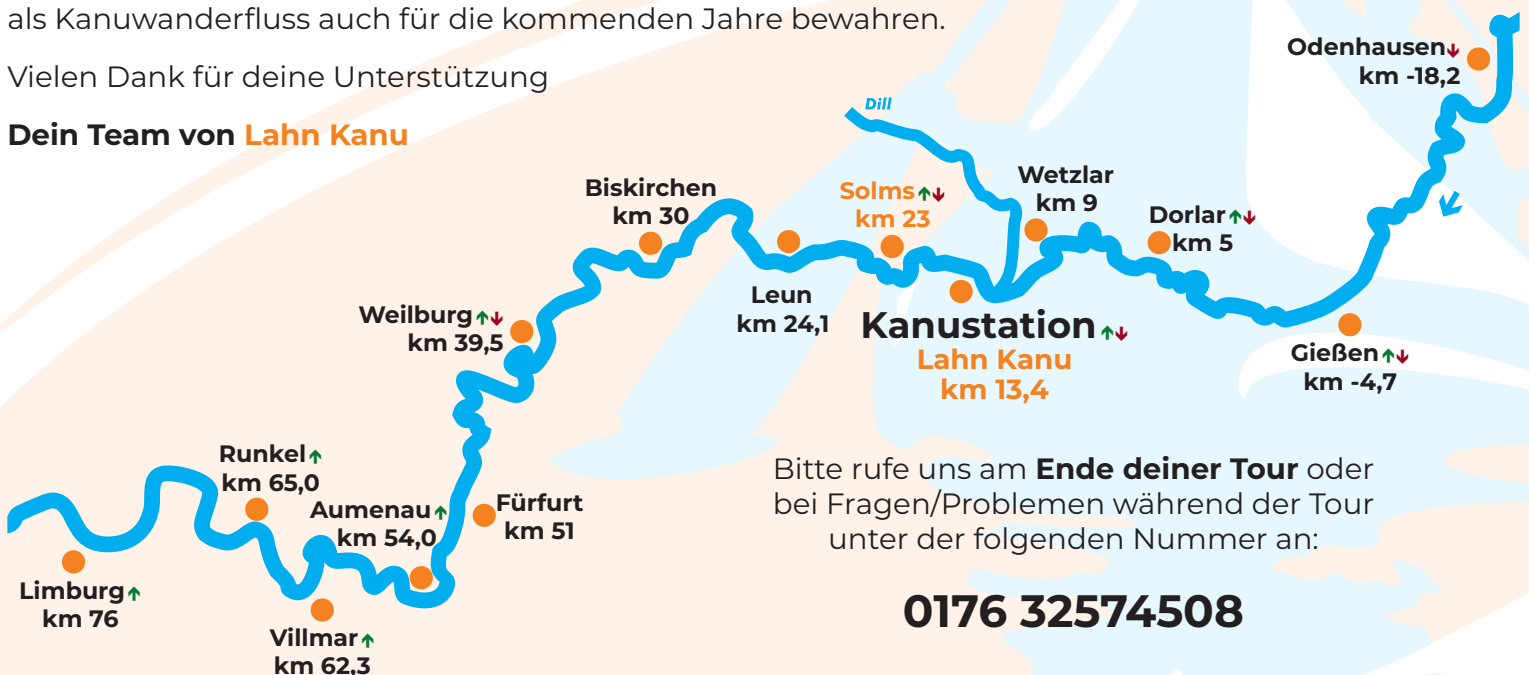 als Kanuwanderfluss auch für die kommenden Jahre bewahren.
Vielen Dank für deine Unterstützung
Dein Team von Lahn Kanu
Odenhausen
km -18,2
Dill
Wetzlar
km 9
Dorlar
km 5
Biskirchen
km 30
Solms
km 23
Leun
km 24,1
Kanustation
Lahn Kanu
km 13,4
Gießen
km -4,7
Weilburg
km 39,5
Runkel
km 65,0
Aumenau
km 54,0
Fürfurt
km 51
Limburg
km 76
Villmar
km 62,3
Bitte rufe uns am Ende deiner Tour oder
bei Fragen/Problemen während der Tour
unter der folgenden Nummer an:
0176 32574508